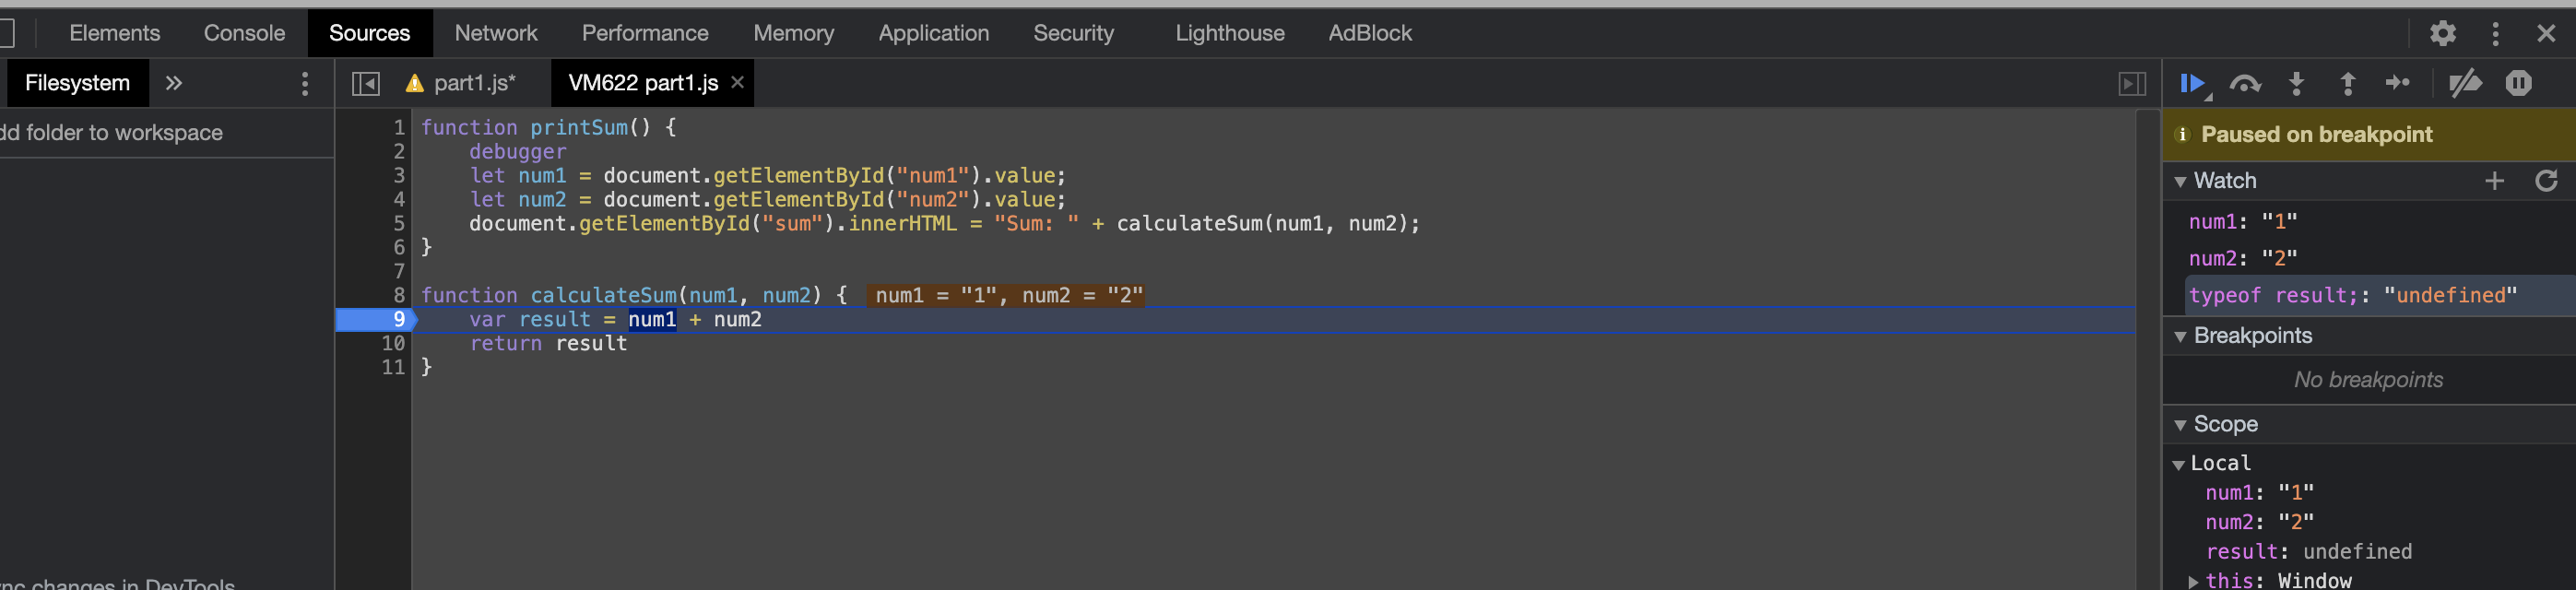 Elements Console Sources Network Performance Memory Application Security Lighthouse AdBlock
Filesystem » part1.js* VM622 part1.js ×
dd folder to workspace
1 function printSum() {
2     debugger
3     let num1 = document.getElementById("num1").value;
4     let num2 = document.getElementById("num2").value;
5     document.getElementById("sum").innerHTML = "Sum: " + calculateSum(num1, num2);
6 }
7
8 function calculateSum(num1, num2) { num1 = "1", num2 = "2"
9     var result = num1 + num2
10     return result
11 }
nc changes in DevTools
Paused on breakpoint
Watch
num1: "1"
num2: "2"
typeof result;: "undefined"
Breakpoints
No breakpoints
Scope
Local
num1: "1"
num2: "2"
result: undefined
this: Window